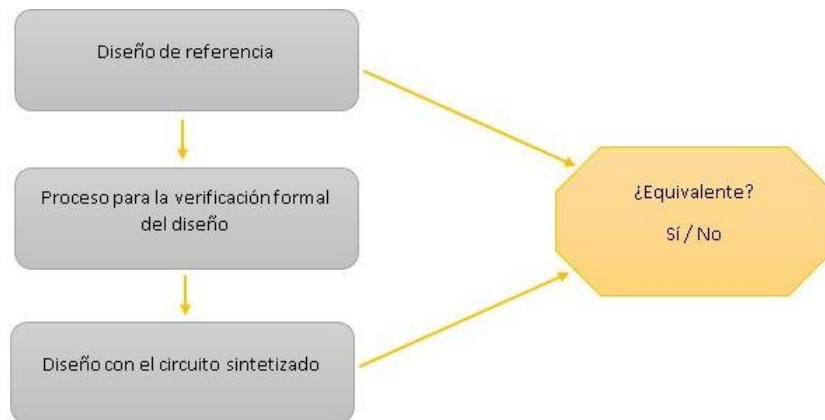 Diseño de referencia
Proceso para la verificación formal
del diseño
Diseño con el circuito sintetizado
¿Equivalente?
Sí / No